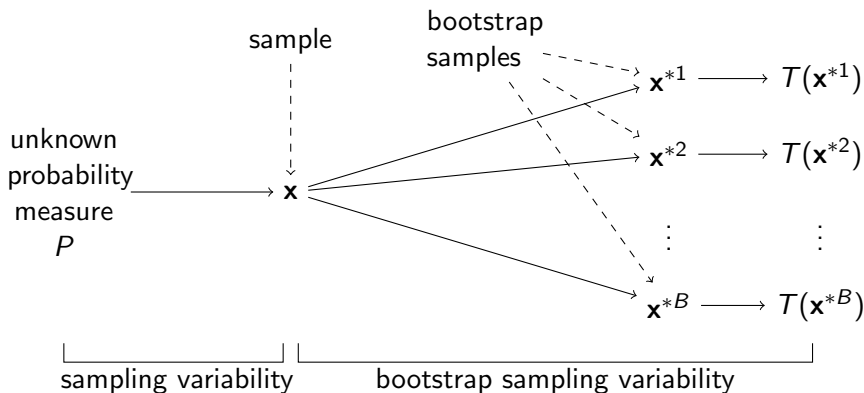 sample
bootstrap
samples
𝐱*¹
T(𝐱*¹)
unknown
probability
measure
P
𝐱
𝐱*²
T(𝐱*²)
⋮
⋮
𝐱*ᴮ
T(𝐱*ᴮ)
sampling variability
bootstrap sampling variability